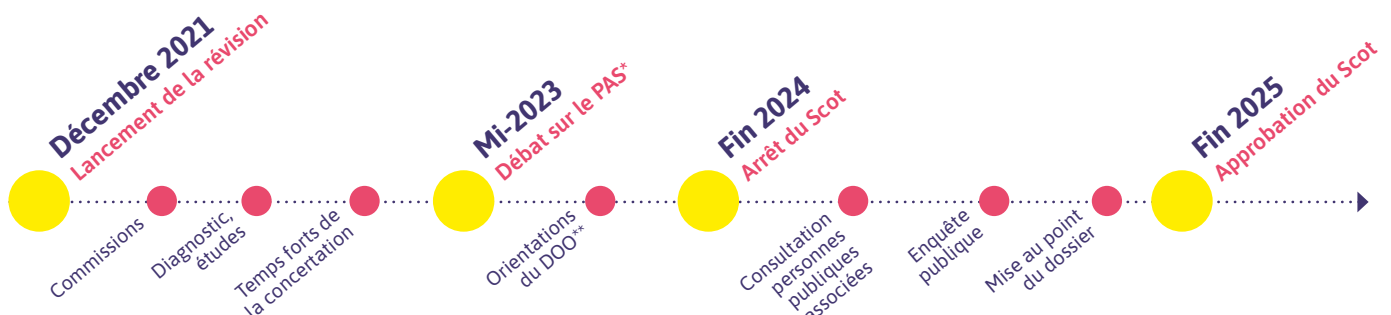 Décembre 2021
Lancement de la révision
Commissions
Diagnostic,
études
Temps forts de
la concertation
Mi-2023
Débat sur le PAS*
Orientations
du DOO**
Fin 2024
Arrêt du Scot
Consultation
personnes
publiques
associées
Enquête
publique
Mise au point
du dossier
Fin 2025
Approbation du Scot